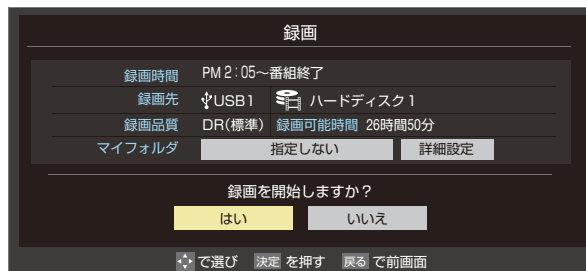 録画
録画時間 PM 2:05～番組終了
録画先 USB1 ハードディスク1
録画品質 DR(標準) 録画可能時間 26時間50分
マイフォルダ 指定しない 詳細設定
録画を開始しますか？
はい いいえ
で選び 決定 を押す 戻る で前画面